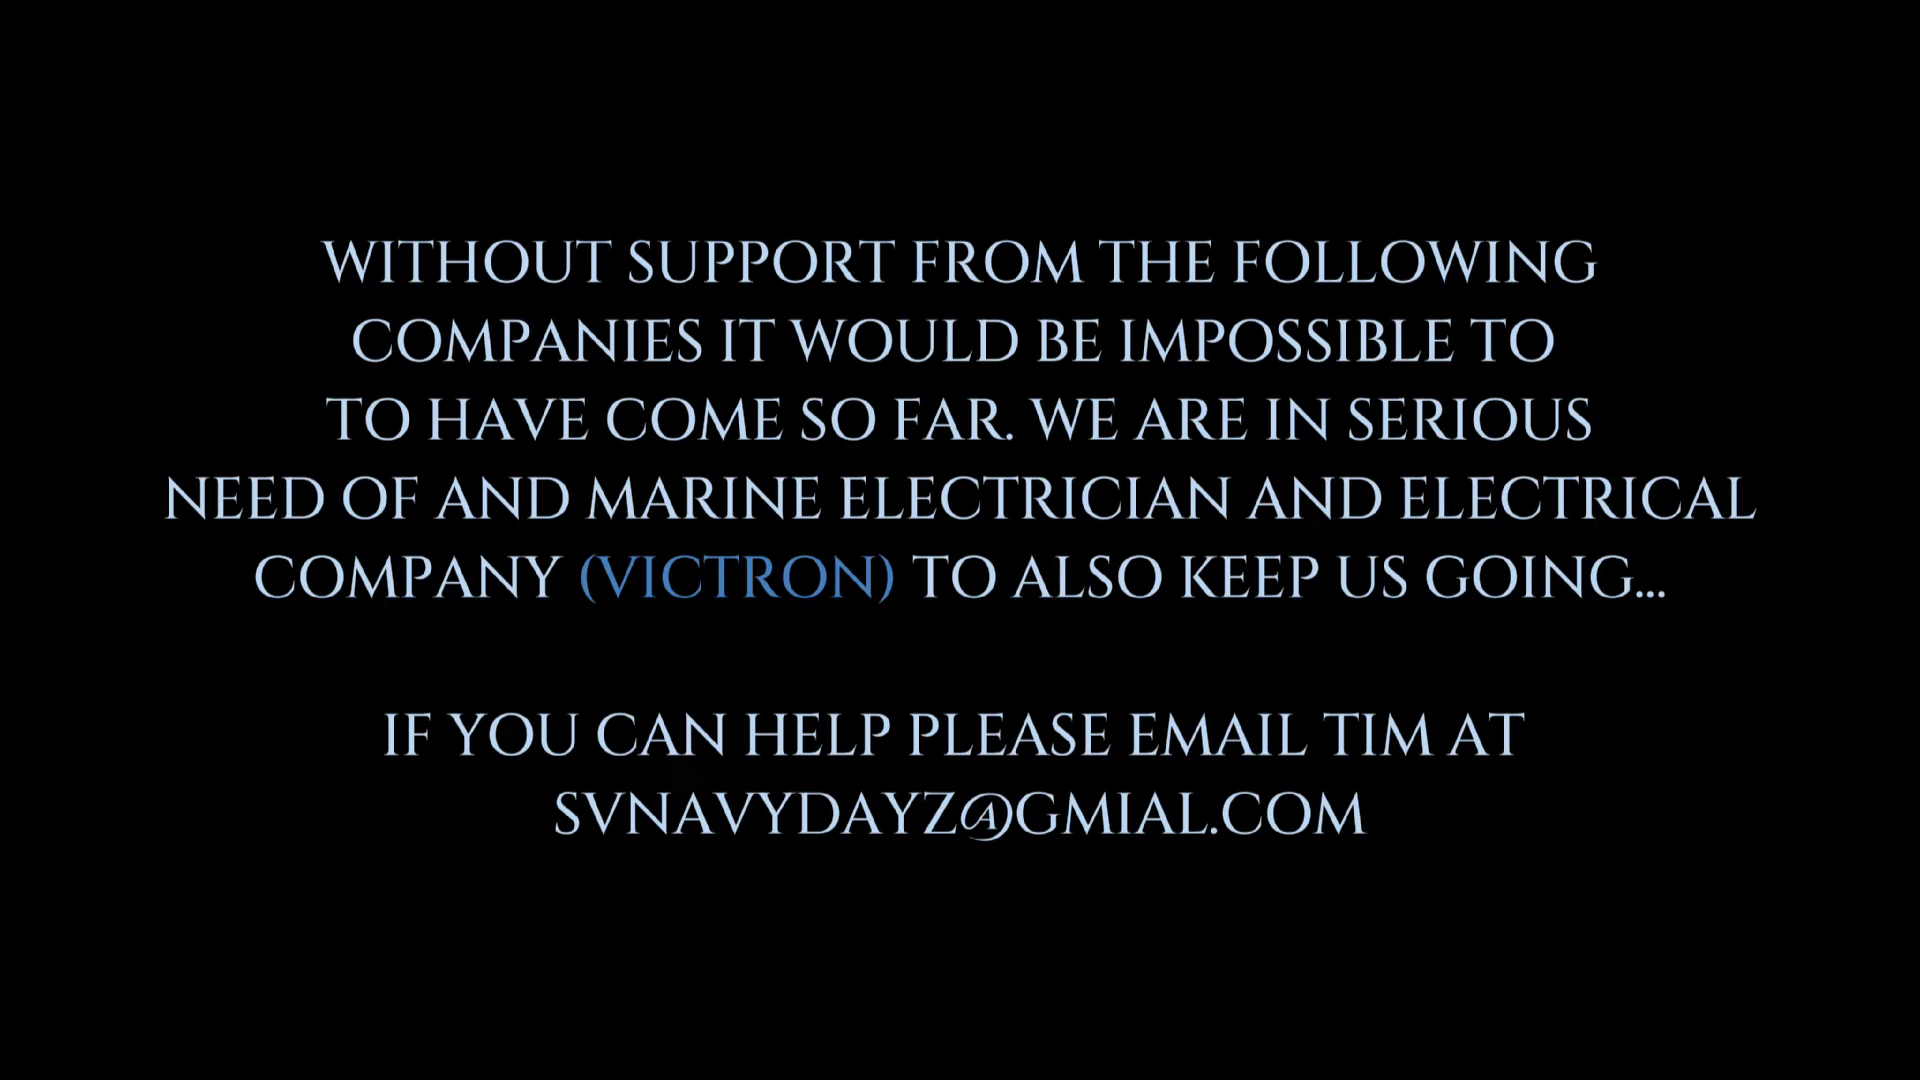 WITHOUT SUPPORT FROM THE FOLLOWING
COMPANIES IT WOULD BE IMPOSSIBLE TO
TO HAVE COME SO FAR. WE ARE IN SERIOUS
NEED OF AND MARINE ELECTRICIAN AND ELECTRICAL
COMPANY (VICTRON) TO ALSO KEEP US GOING...
IF YOU CAN HELP PLEASE EMAIL TIM AT
SVNAVYDAYZ@GMIAL.COM